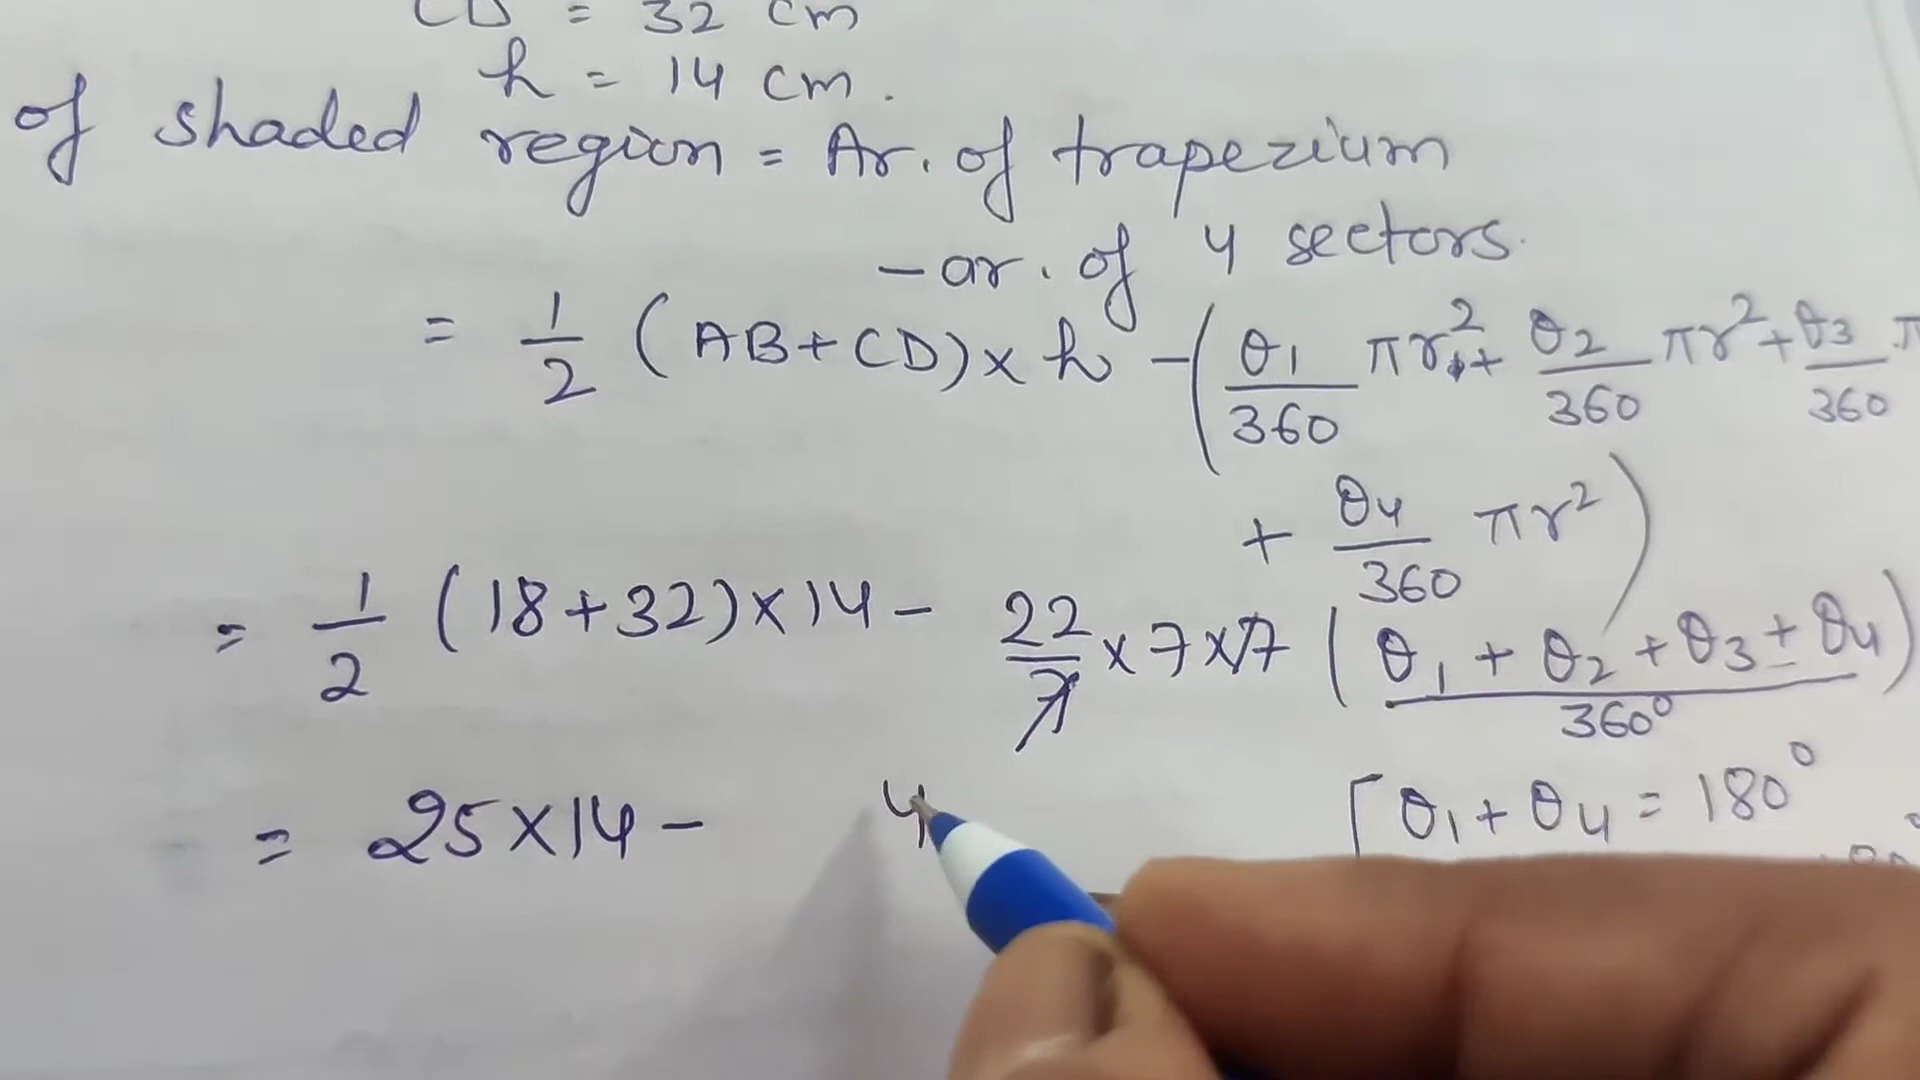 CD = 32 cm
h = 14 cm.
of shaded region = Ar. of trapezium
- ar. of 4 sectors.
= 1/2 (AB + CD) × h - (θ1/360 πr1² + θ2/360 πr² + θ3/360 π
+ θ4/360 πr²)
= 1/2 (18 + 32) × 14 - 22/7 × 7 × 7 (θ1 + θ2 + θ3 + θ4)/360°
= 25 × 14 - 4
[θ1 + θ4 = 180°